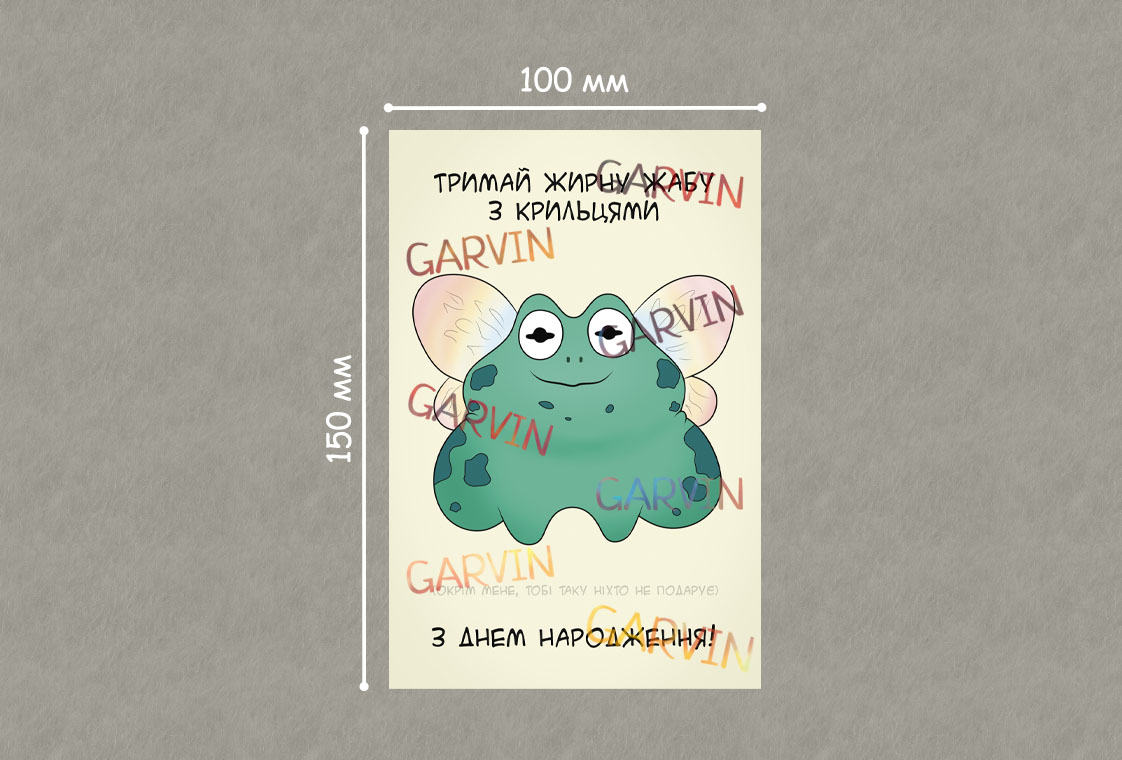 100 мм
150 мм
ТРИМАЙ ЖИРНУ ЖАБУ
З КРИЛЬЦЯМИ
GARVIN
GARVIN
GARVIN
GARVIN
GARVIN
GARVIN
(ОКРІМ МЕНЕ, ТОБІ ТАКУ НІХТО НЕ ПОДАРУЄ)
З ДНЕМ НАРОДЖЕННЯ!
GARVIN